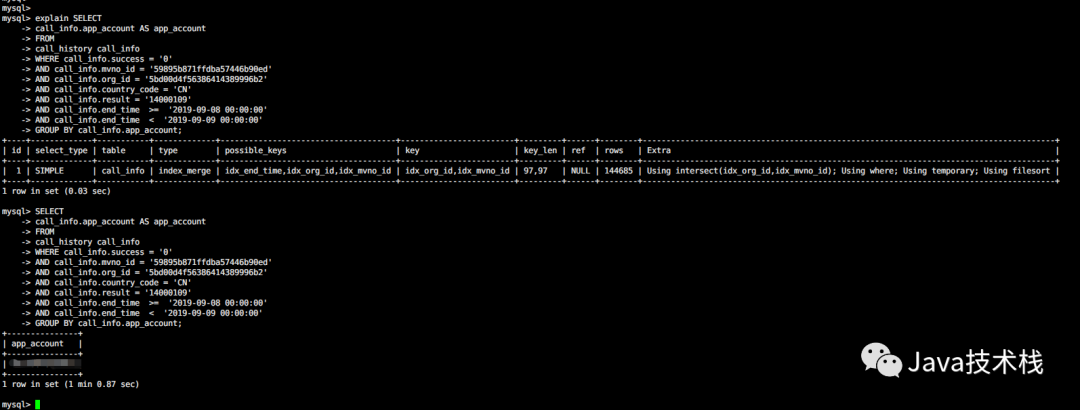 mysql>
mysql> explain SELECT
    -> call_info.app_account AS app_account
    -> FROM
    -> call_history call_info
    -> WHERE call_info.success = '0'
    -> AND call_info.mvno_id = '59895b871ffdba57446b90ed'
    -> AND call_info.org_id = '5bd00d4f56386414389996b2'
    -> AND call_info.country_code = 'CN'
    -> AND call_info.result = '14000109'
    -> AND call_info.end_time  >=  '2019-09-08 00:00:00'
    -> AND call_info.end_time  <  '2019-09-09 00:00:00'
    -> GROUP BY call_info.app_account;
| id | select_type | table     | type        | possible_keys                      | key                    | key_len | ref  | rows   | Extra |
|  1 | SIMPLE      | call_info | index_merge | idx_end_time,idx_org_id,idx_mvno_id | idx_org_id,idx_mvno_id | 97,97   | NULL | 144685 | Using intersect(idx_org_id,idx_mvno_id); Using where; Using temporary; Using filesort |
1 row in set (0.03 sec)
mysql> SELECT
    -> call_info.app_account AS app_account
    -> FROM
    -> call_history call_info
    -> WHERE call_info.success = '0'
    -> AND call_info.mvno_id = '59895b871ffdba57446b90ed'
    -> AND call_info.org_id = '5bd00d4f56386414389996b2'
    -> AND call_info.country_code = 'CN'
    -> AND call_info.result = '14000109'
    -> AND call_info.end_time  >=  '2019-09-08 00:00:00'
    -> AND call_info.end_time  <  '2019-09-09 00:00:00'
    -> GROUP BY call_info.app_account;
+---------------+
| app_account   |
+---------------+
+---------------+
1 row in set (1 min 0.87 sec)
mysql>
Java技术栈